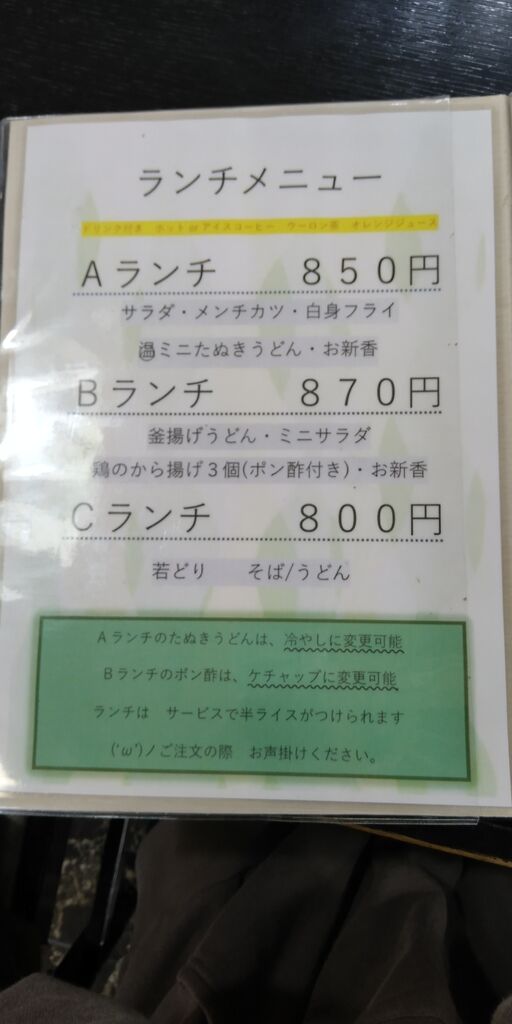 ランチメニュー
ドリンク付き ホット or アイスコーヒー ウーロン茶 オレンジジュース
Aランチ 850円
サラダ・メンチカツ・白身フライ
温ミニたぬきうどん・お新香
Bランチ 870円
釜揚げうどん・ミニサラダ
鶏のから揚げ3個(ポン酢付き)・お新香
Cランチ 800円
若どり そば/うどん
Aランチのたぬきうどんは、冷やしに変更可能
Bランチのポン酢は、ケチャップに変更可能
ランチは サービスで半ライスがつけられます
('ω')ノご注文の際 お声掛けください。